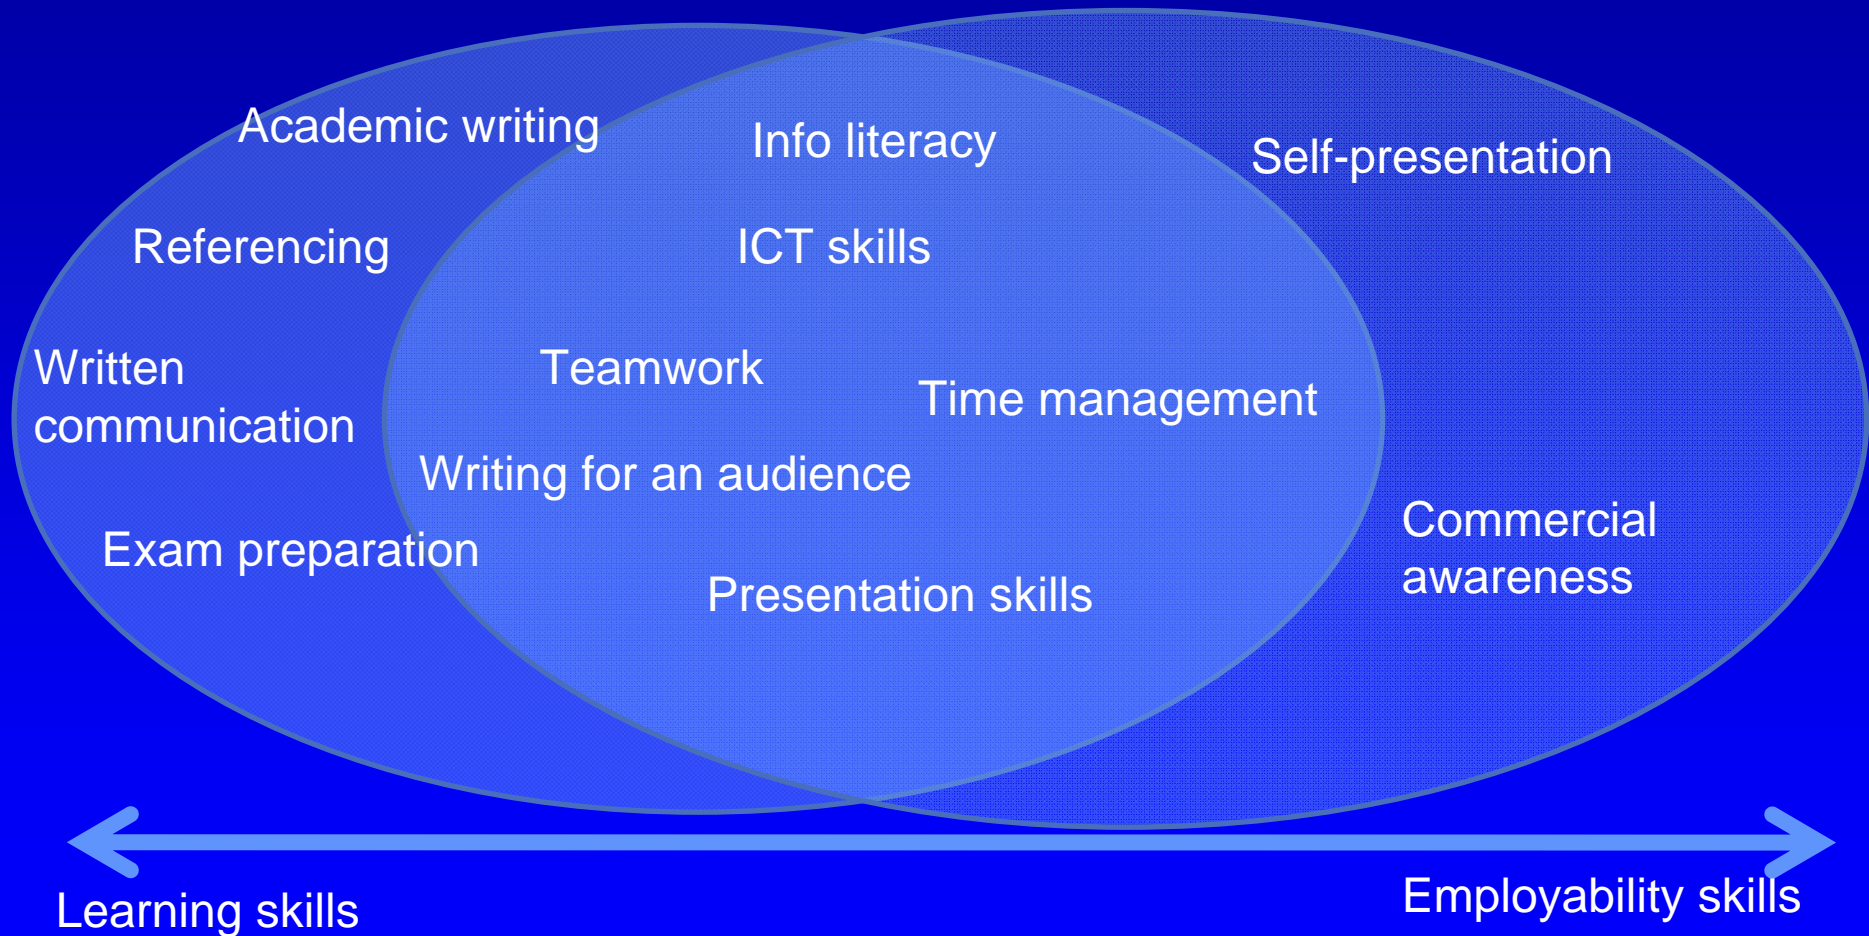 Academic writing
Info literacy
Self-presentation
Referencing
ICT skills
Written
communication
Teamwork
Time management
Writing for an audience
Exam preparation
Commercial
awareness
Presentation skills
Learning skills
Employability skills